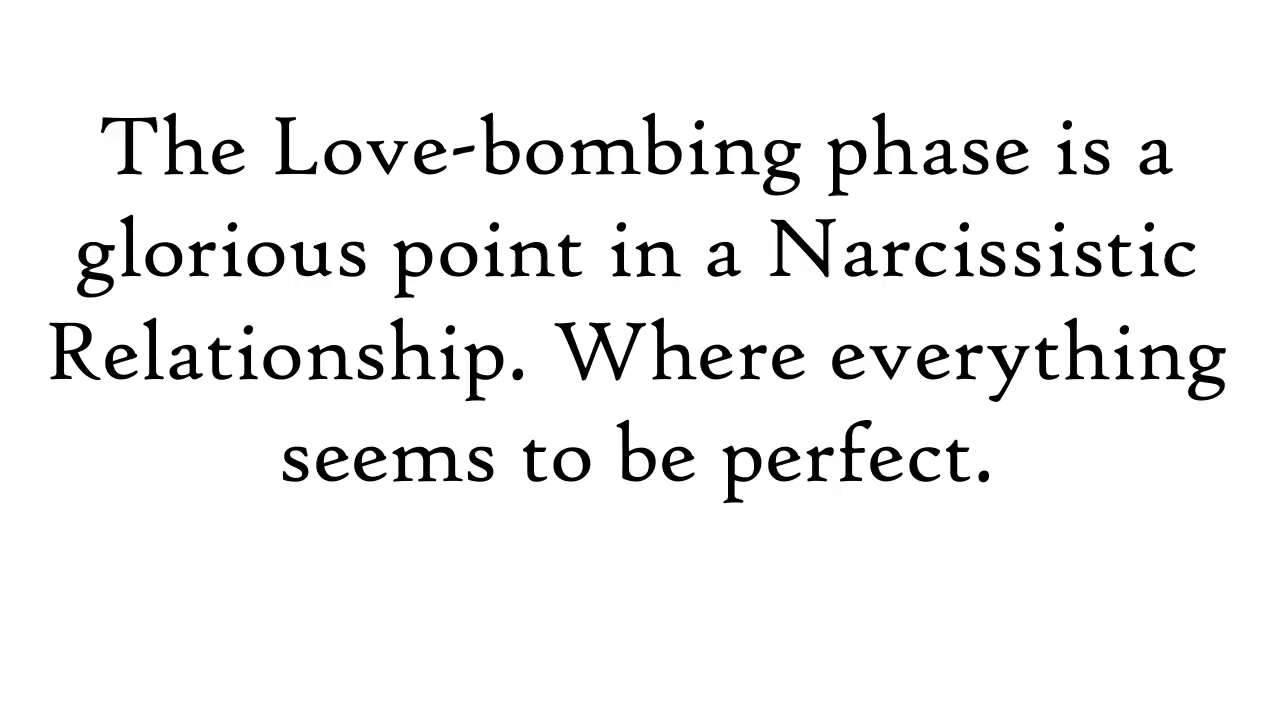 The Love-bombing phase is a
glorious point in a Narcissistic
Relationship. Where everything
seems to be perfect.